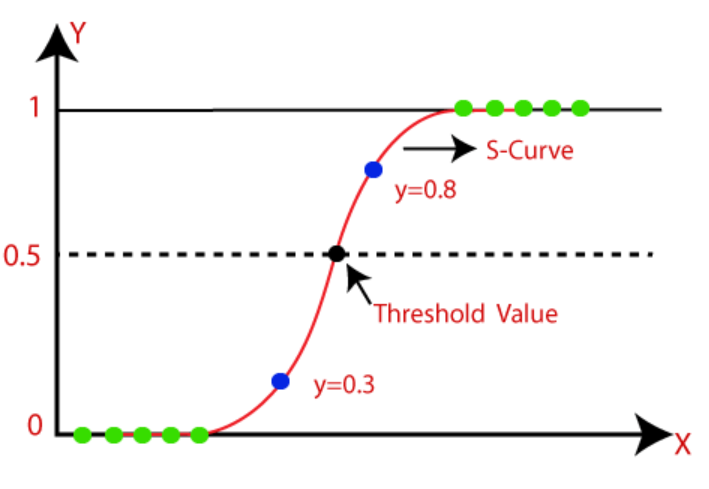 Y
1
S-Curve
y=0.8
0.5
Threshold Value
y=0.3
0
X